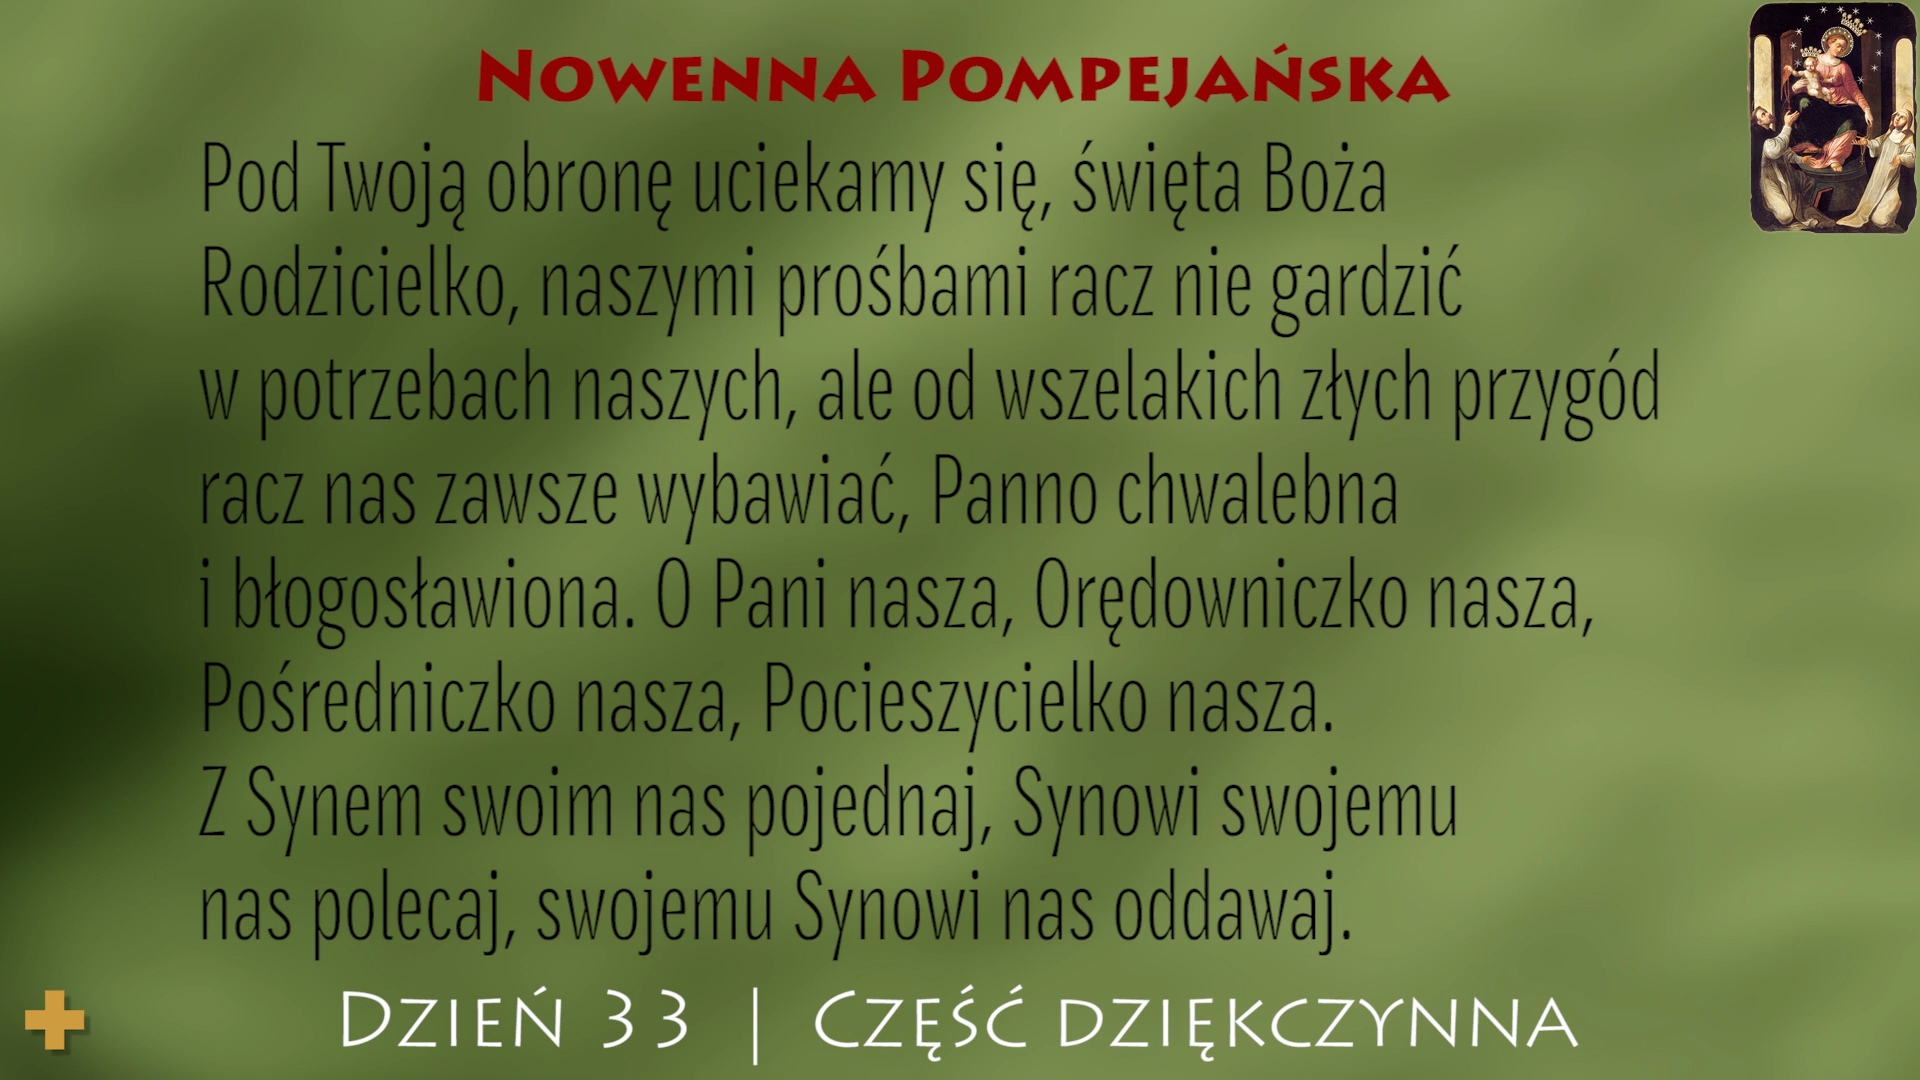 Nowenna Pompejańska
Pod Twoją obronę uciekamy się, święta Boża
Rodzicielko, naszymi prośbami racz nie gardzić
w potrzebach naszych, ale od wszelakich złych przygód
racz nas zawsze wybawiać, Panno chwalebna
i błogosławiona. O Pani nasza, Orędowniczko nasza,
Pośredniczko nasza, Pocieszycielko nasza.
Z Synem swoim nas pojednaj, Synowi swojemu
nas polecaj, swojemu Synowi nas oddawaj.
Dzień 33 | Część dziękczynna